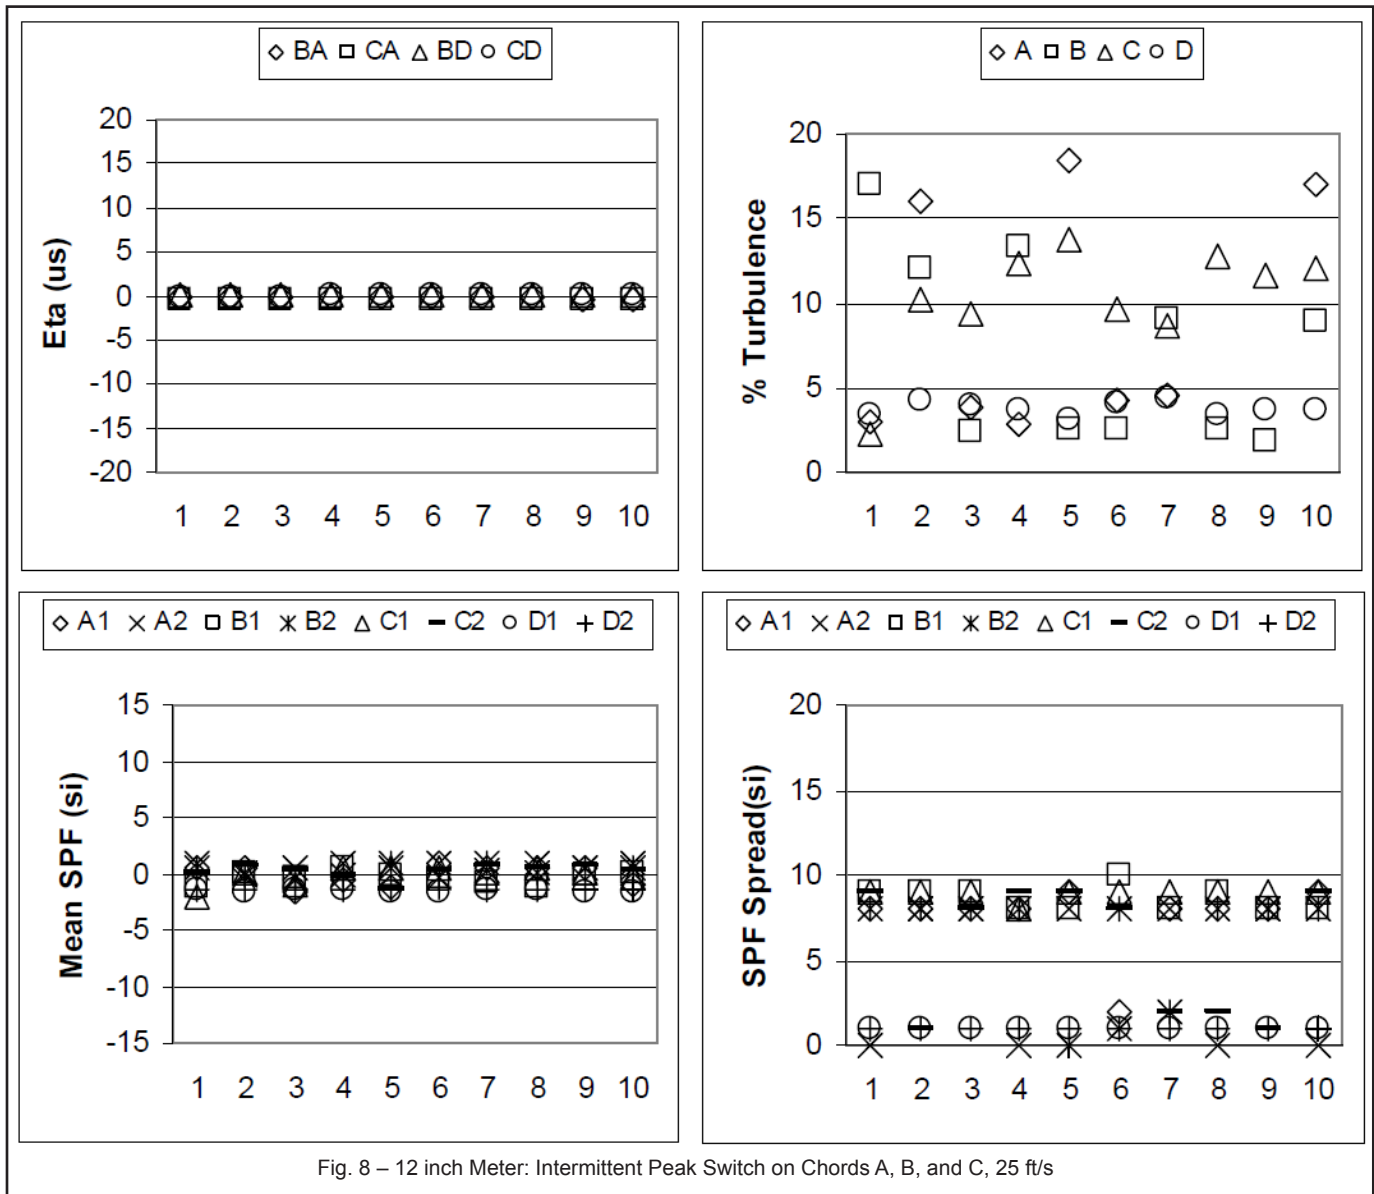 BA CA BD CD
20
15
10
5
0
-5
-10
-15
-20
Eta (us)
1 2 3 4 5 6 7 8 9 10
A B C D
20
15
10
5
0
% Turbulence
1 2 3 4 5 6 7 8 9 10
A1 A2 B1 B2 C1 C2 D1 D2
15
10
5
0
-5
-10
-15
Mean SPF (si)
1 2 3 4 5 6 7 8 9 10
A1 A2 B1 B2 C1 C2 D1 D2
20
15
10
5
0
SPF Spread(si)
1 2 3 4 5 6 7 8 9 10
Fig. 8 – 12 inch Meter: Intermittent Peak Switch on Chords A, B, and C, 25 ft/s